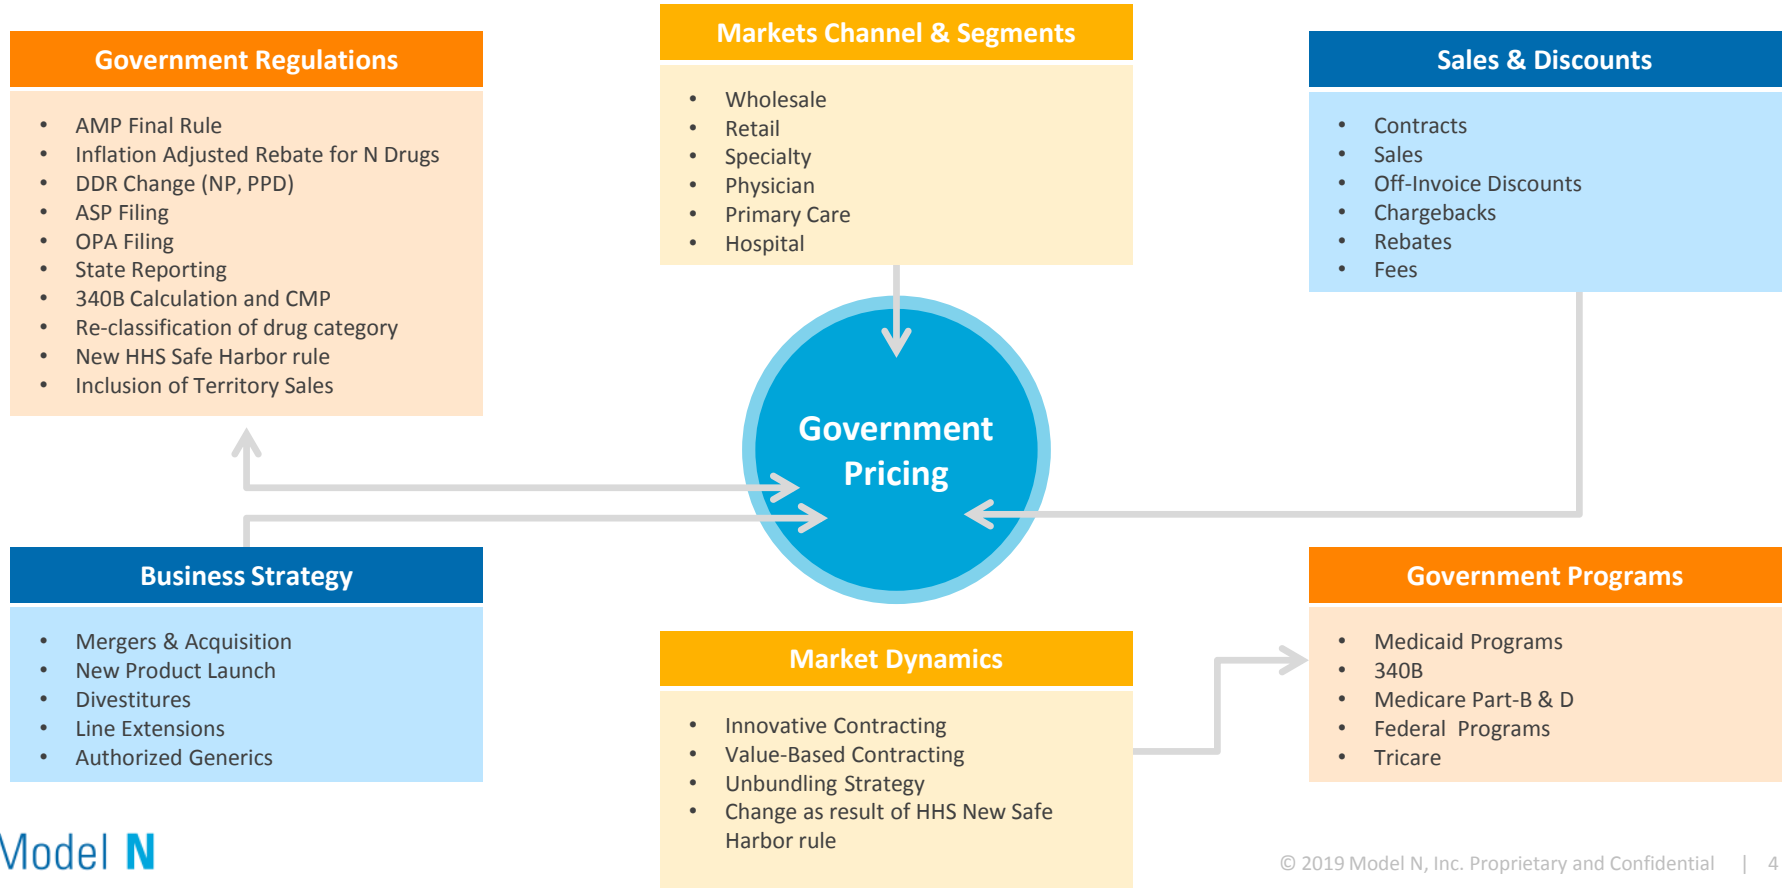 Government Regulations
• AMP Final Rule
• Inflation Adjusted Rebate for N Drugs
• DDR Change (NP, PPD)
• ASP Filing
• OPA Filing
• State Reporting
• 340B Calculation and CMP
• Re-classification of drug category
• New HHS Safe Harbor rule
• Inclusion of Territory Sales
Markets Channel & Segments
• Wholesale
• Retail
• Specialty
• Physician
• Primary Care
• Hospital
Sales & Discounts
• Contracts
• Sales
• Off-Invoice Discounts
• Chargebacks
• Rebates
• Fees
Government
Pricing
Business Strategy
• Mergers & Acquisition
• New Product Launch
• Divestitures
• Line Extensions
• Authorized Generics
Market Dynamics
• Innovative Contracting
• Value-Based Contracting
• Unbundling Strategy
• Change as result of HHS New Safe
Harbor rule
Government Programs
• Medicaid Programs
• 340B
• Medicare Part-B & D
• Federal Programs
• Tricare
Model N
© 2019 Model N, Inc. Proprietary and Confidential | 4